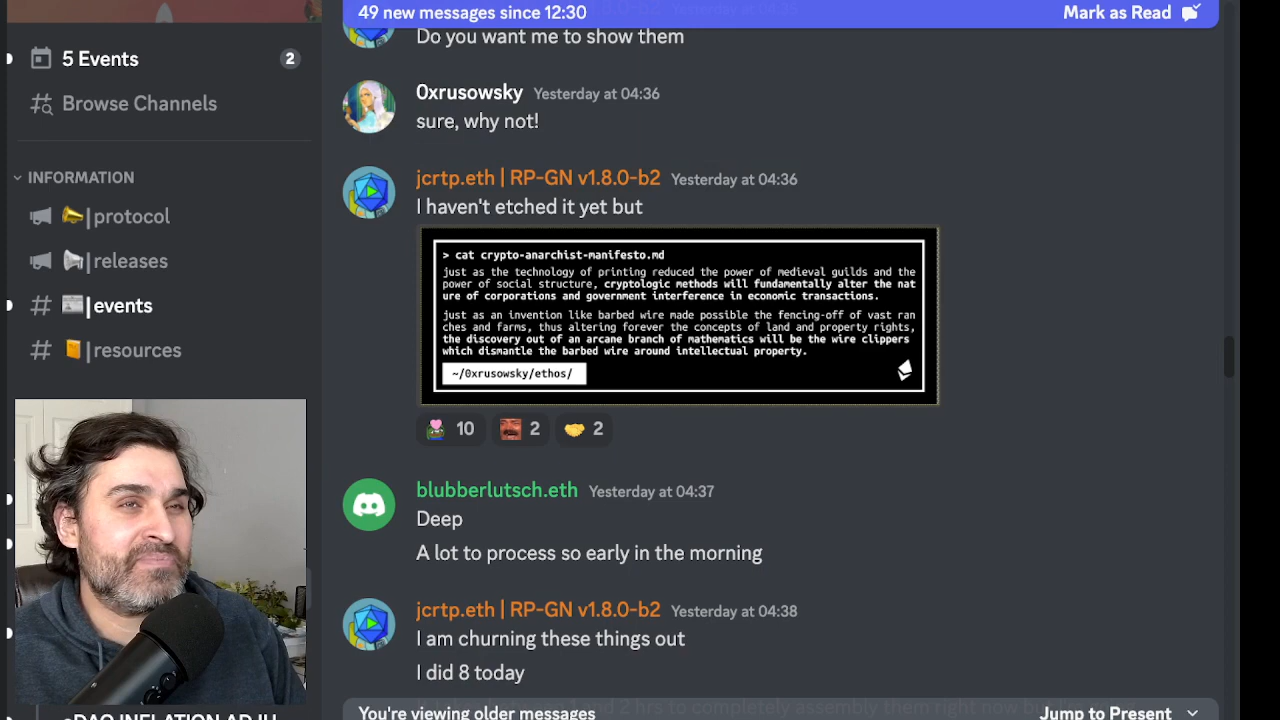 49 new messages since 12:30
Mark as Read
Do you want me to show them
5 Events
2
Browse Channels
INFORMATION
protocol
releases
events
resources
0xrusowsky Yesterday at 04:36
sure, why not!
jcrtp.eth | RP-GN v1.8.0-b2 Yesterday at 04:36
I haven't etched it yet but
> cat crypto-anarchist-manifesto.md
just as the technology of printing reduced the power of medieval guilds and the
power of social structure, cryptologic methods will fundamentally alter the nat
ure of corporations and government interference in economic transactions.
just as an invention like barbed wire made possible the fencing-off of vast ran
ches and farms, thus altering forever the concepts of land and property rights,
the discovery out of an arcane branch of mathematics will be the wire clippers
which dismantle the barbed wire around intellectual property.
~/0xrusowsky/ethos/
10
2
2
blubberlutsch.eth Yesterday at 04:37
Deep
A lot to process so early in the morning
jcrtp.eth | RP-GN v1.8.0-b2 Yesterday at 04:38
I am churning these things out
I did 8 today
2 hrs to completely assembly them right now
You're viewing older messages
Jump to Present